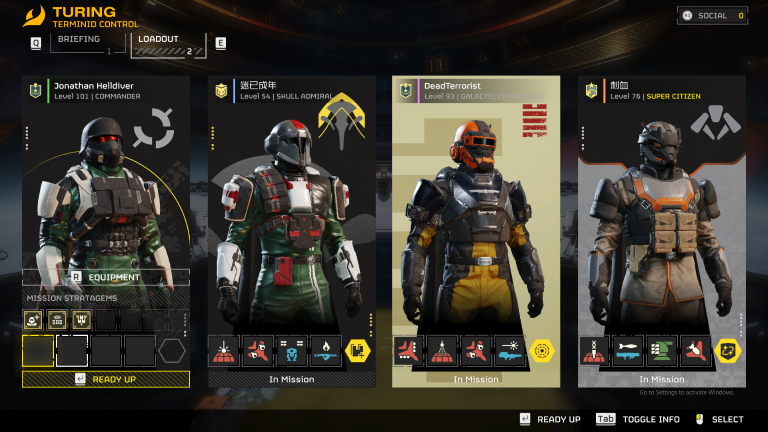 TURING
TERMINID CONTROL
Q
BRIEFING
1
LOADOUT
2
E
SOCIAL 0
Jonathan Helldiver
Level 101 | COMMANDER
迷已成年
Level 54 | SKULL ADMIRAL
DeadTerrorist
Level 93 | GALACTIC
刺血
Level 76 | SUPER CITIZEN
R EQUIPMENT
MISSION STRATAGEMS
SOS
READY UP
In Mission
In Mission
In Mission
Go to Settings to activate Windows.
READY UP
Tab TOGGLE INFO
SELECT